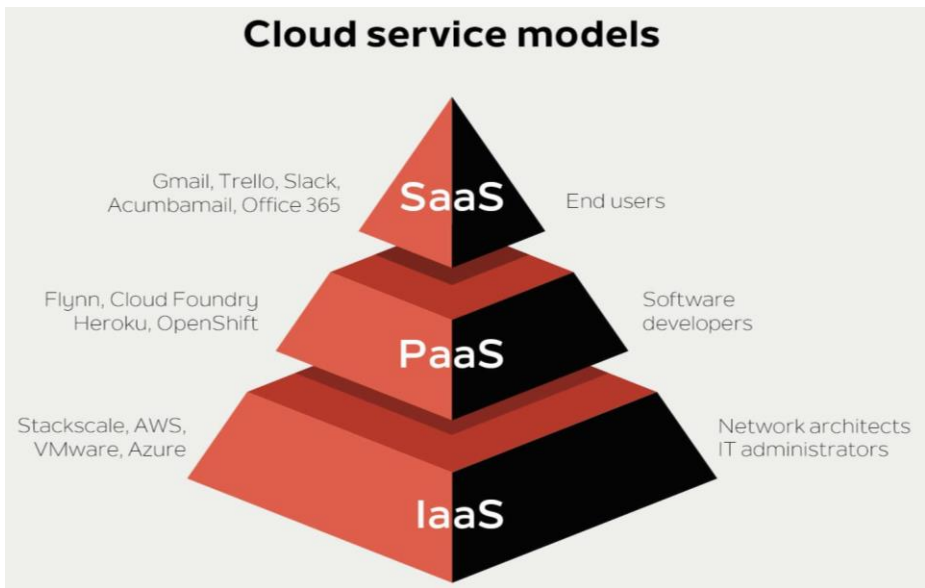 Cloud service models
Gmail, Trello, Slack,
Acumbamail, Office 365
SaaS
End users
Flynn, Cloud Foundry
Heroku, OpenShift
PaaS
Software
developers
Stackscale, AWS,
VMware, Azure
IaaS
Network architects
IT administrators